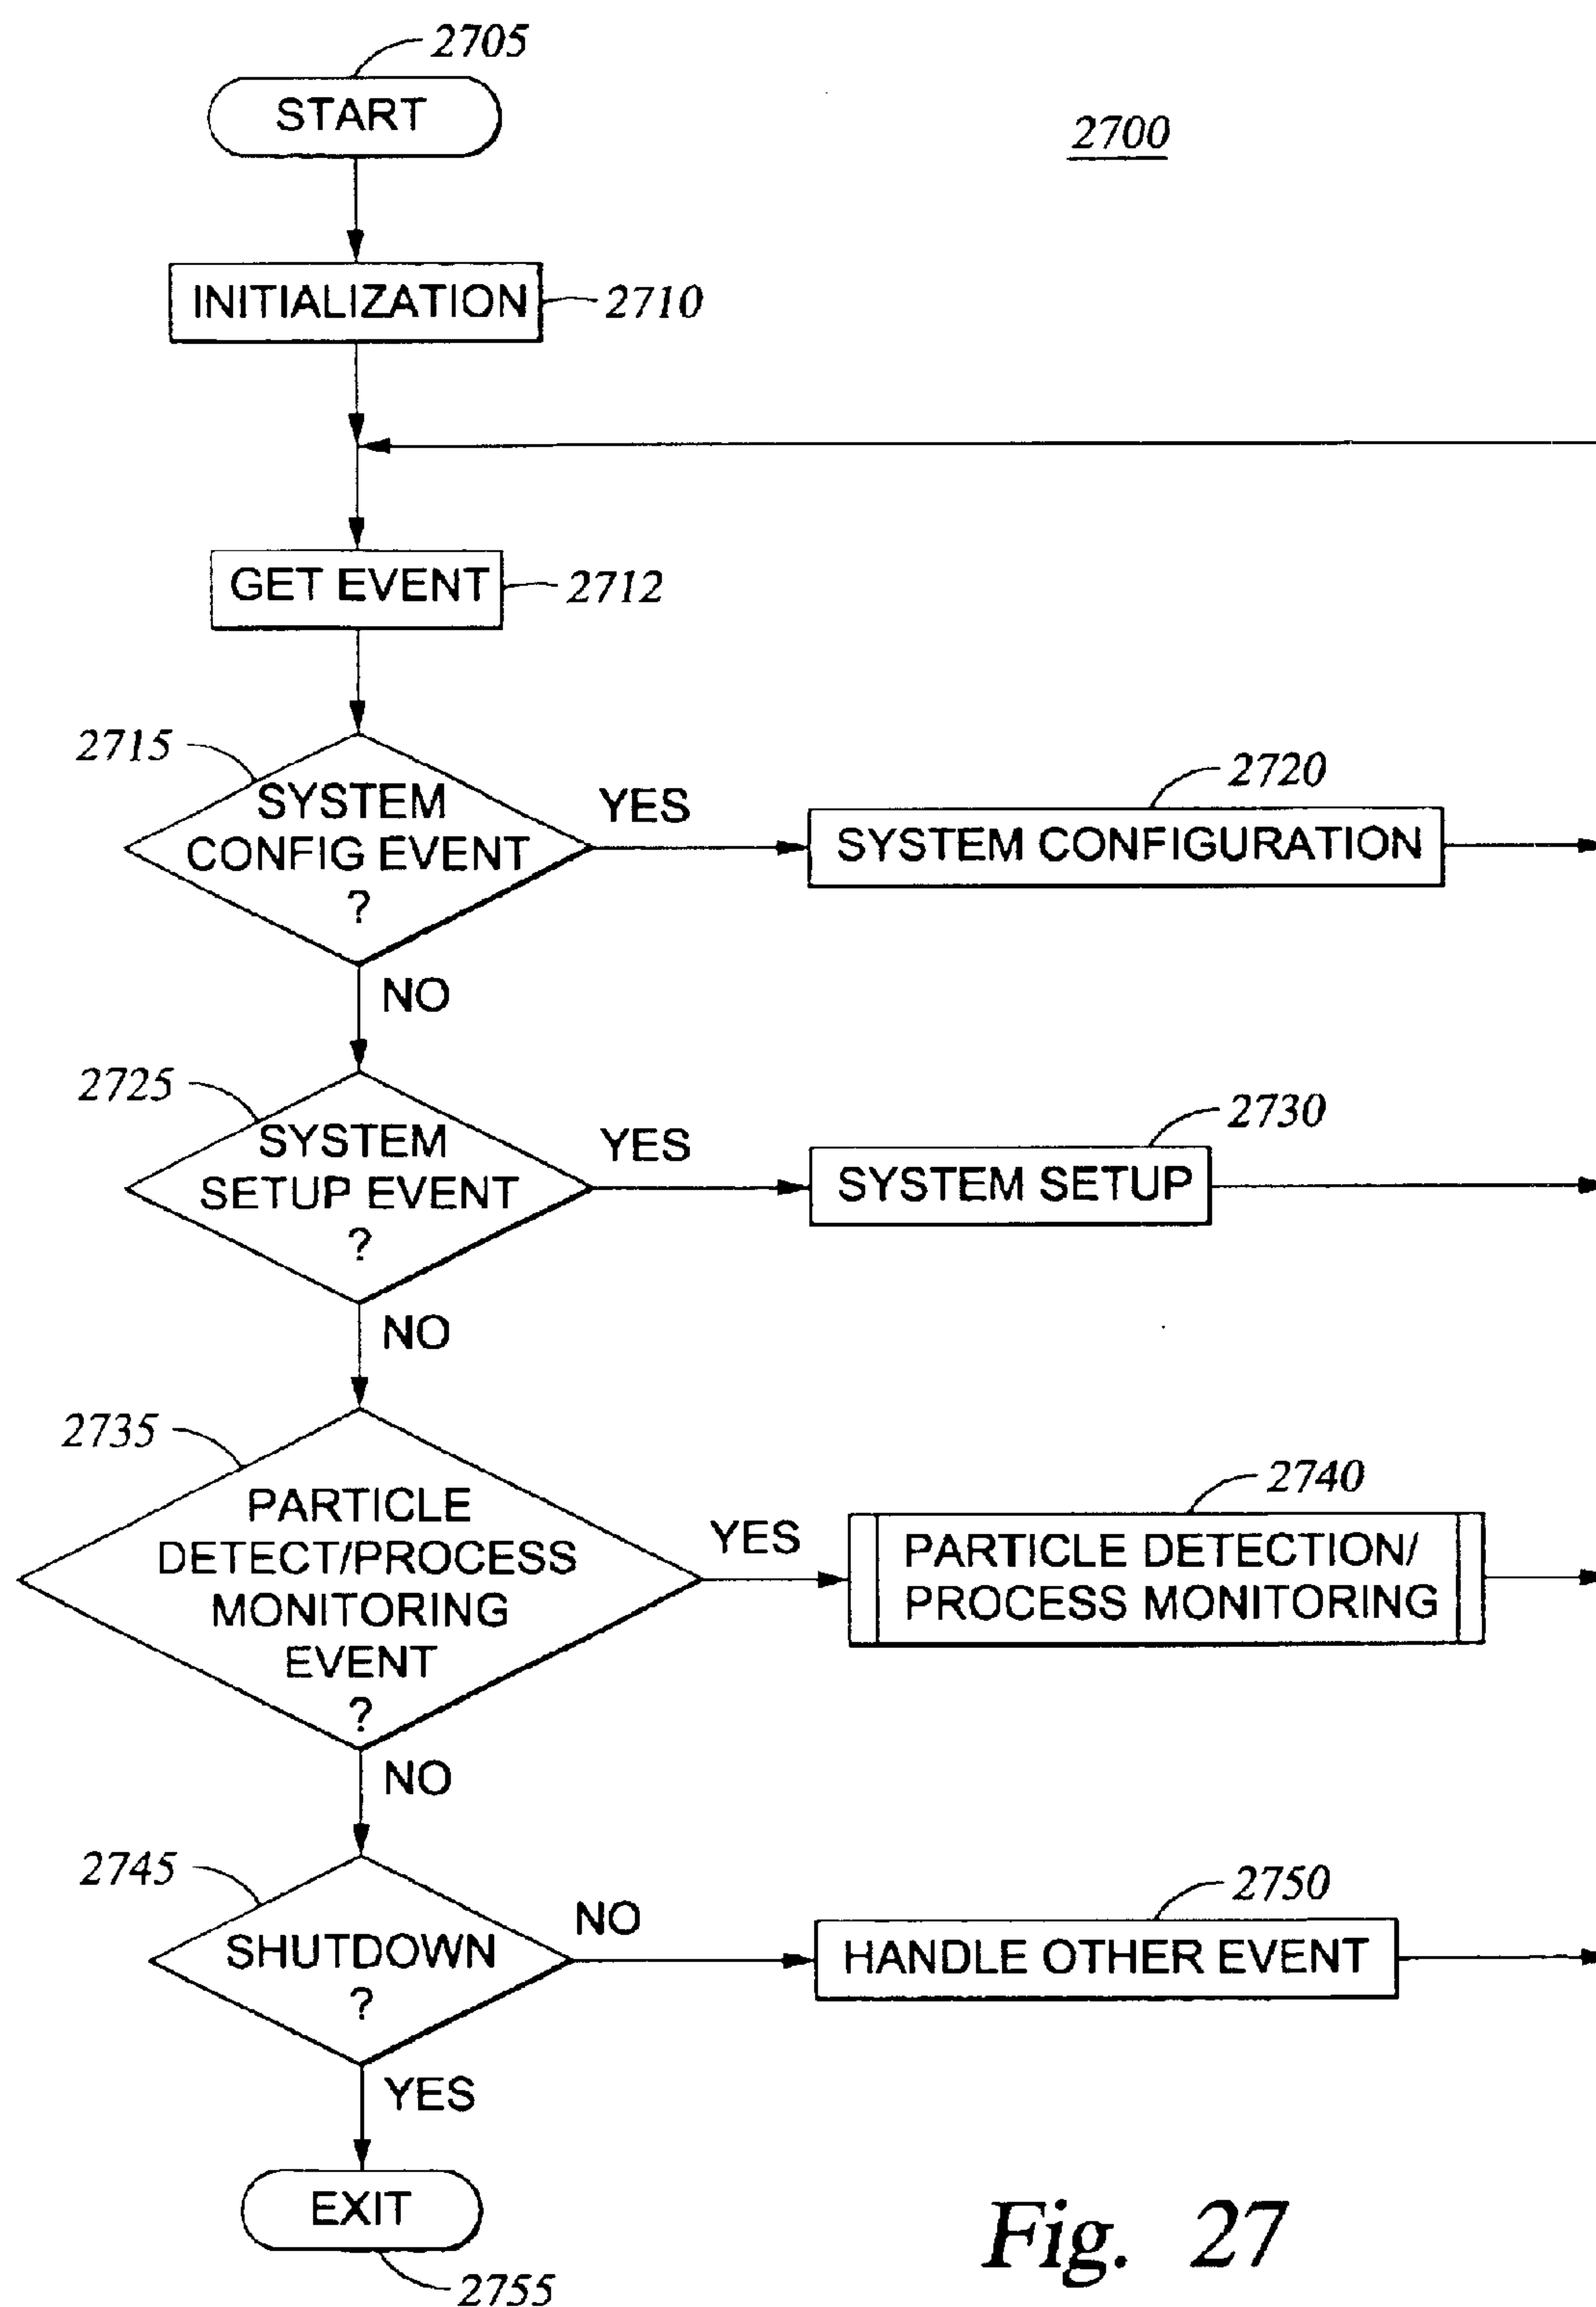 2705
START
2700
INITIALIZATION
2710
GET EVENT
2712
2715
SYSTEM
CONFIG EVENT
?
YES
2720
SYSTEM CONFIGURATION
NO
2725
SYSTEM
SETUP EVENT
?
YES
2730
SYSTEM SETUP
NO
2735
PARTICLE
DETECT/PROCESS
MONITORING
EVENT
?
YES
2740
PARTICLE DETECTION/
PROCESS MONITORING
NO
2745
SHUTDOWN
?
NO
2750
HANDLE OTHER EVENT
YES
EXIT
2755
Fig. 27